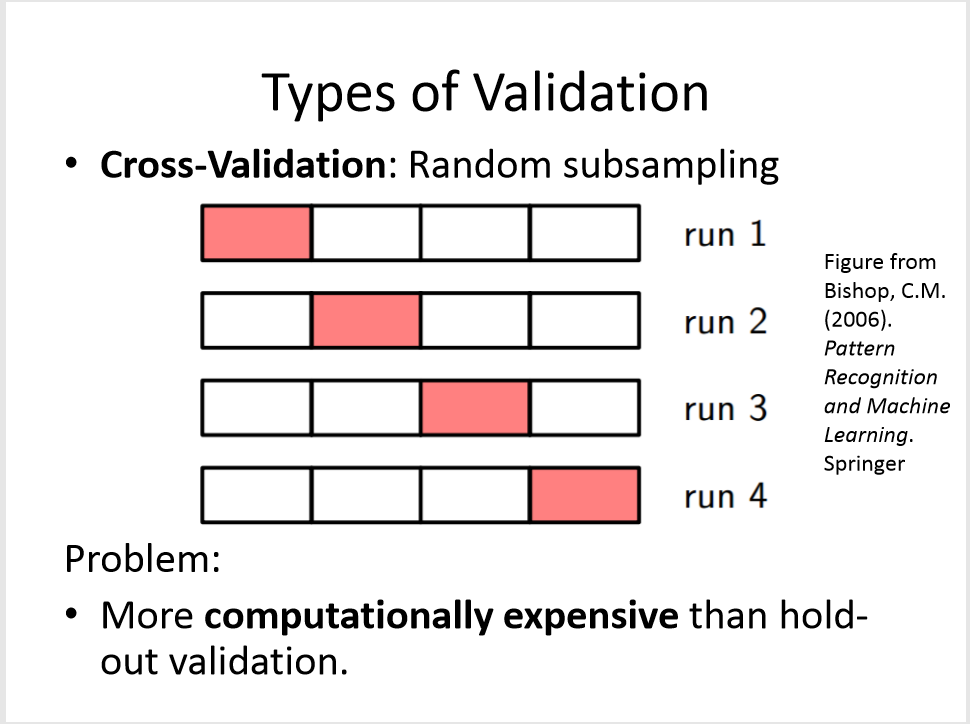 Types of Validation
• Cross-Validation: Random subsampling
run 1
run 2
run 3
run 4
Figure from
Bishop, C.M.
(2006).
Pattern
Recognition
and Machine
Learning.
Springer
Problem:
• More computationally expensive than hold-
out validation.